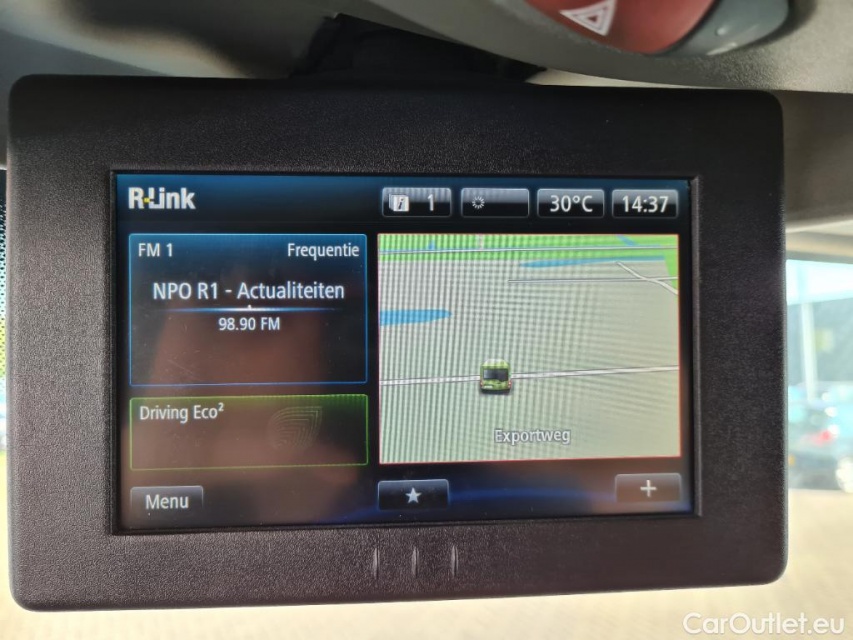 R-Link
i 1
30°C
14:37
FM 1
Frequentie
NPO R1 - Actualiteiten
98.90 FM
Driving Eco²
Exportweg
Menu
+
CarOutlet.eu